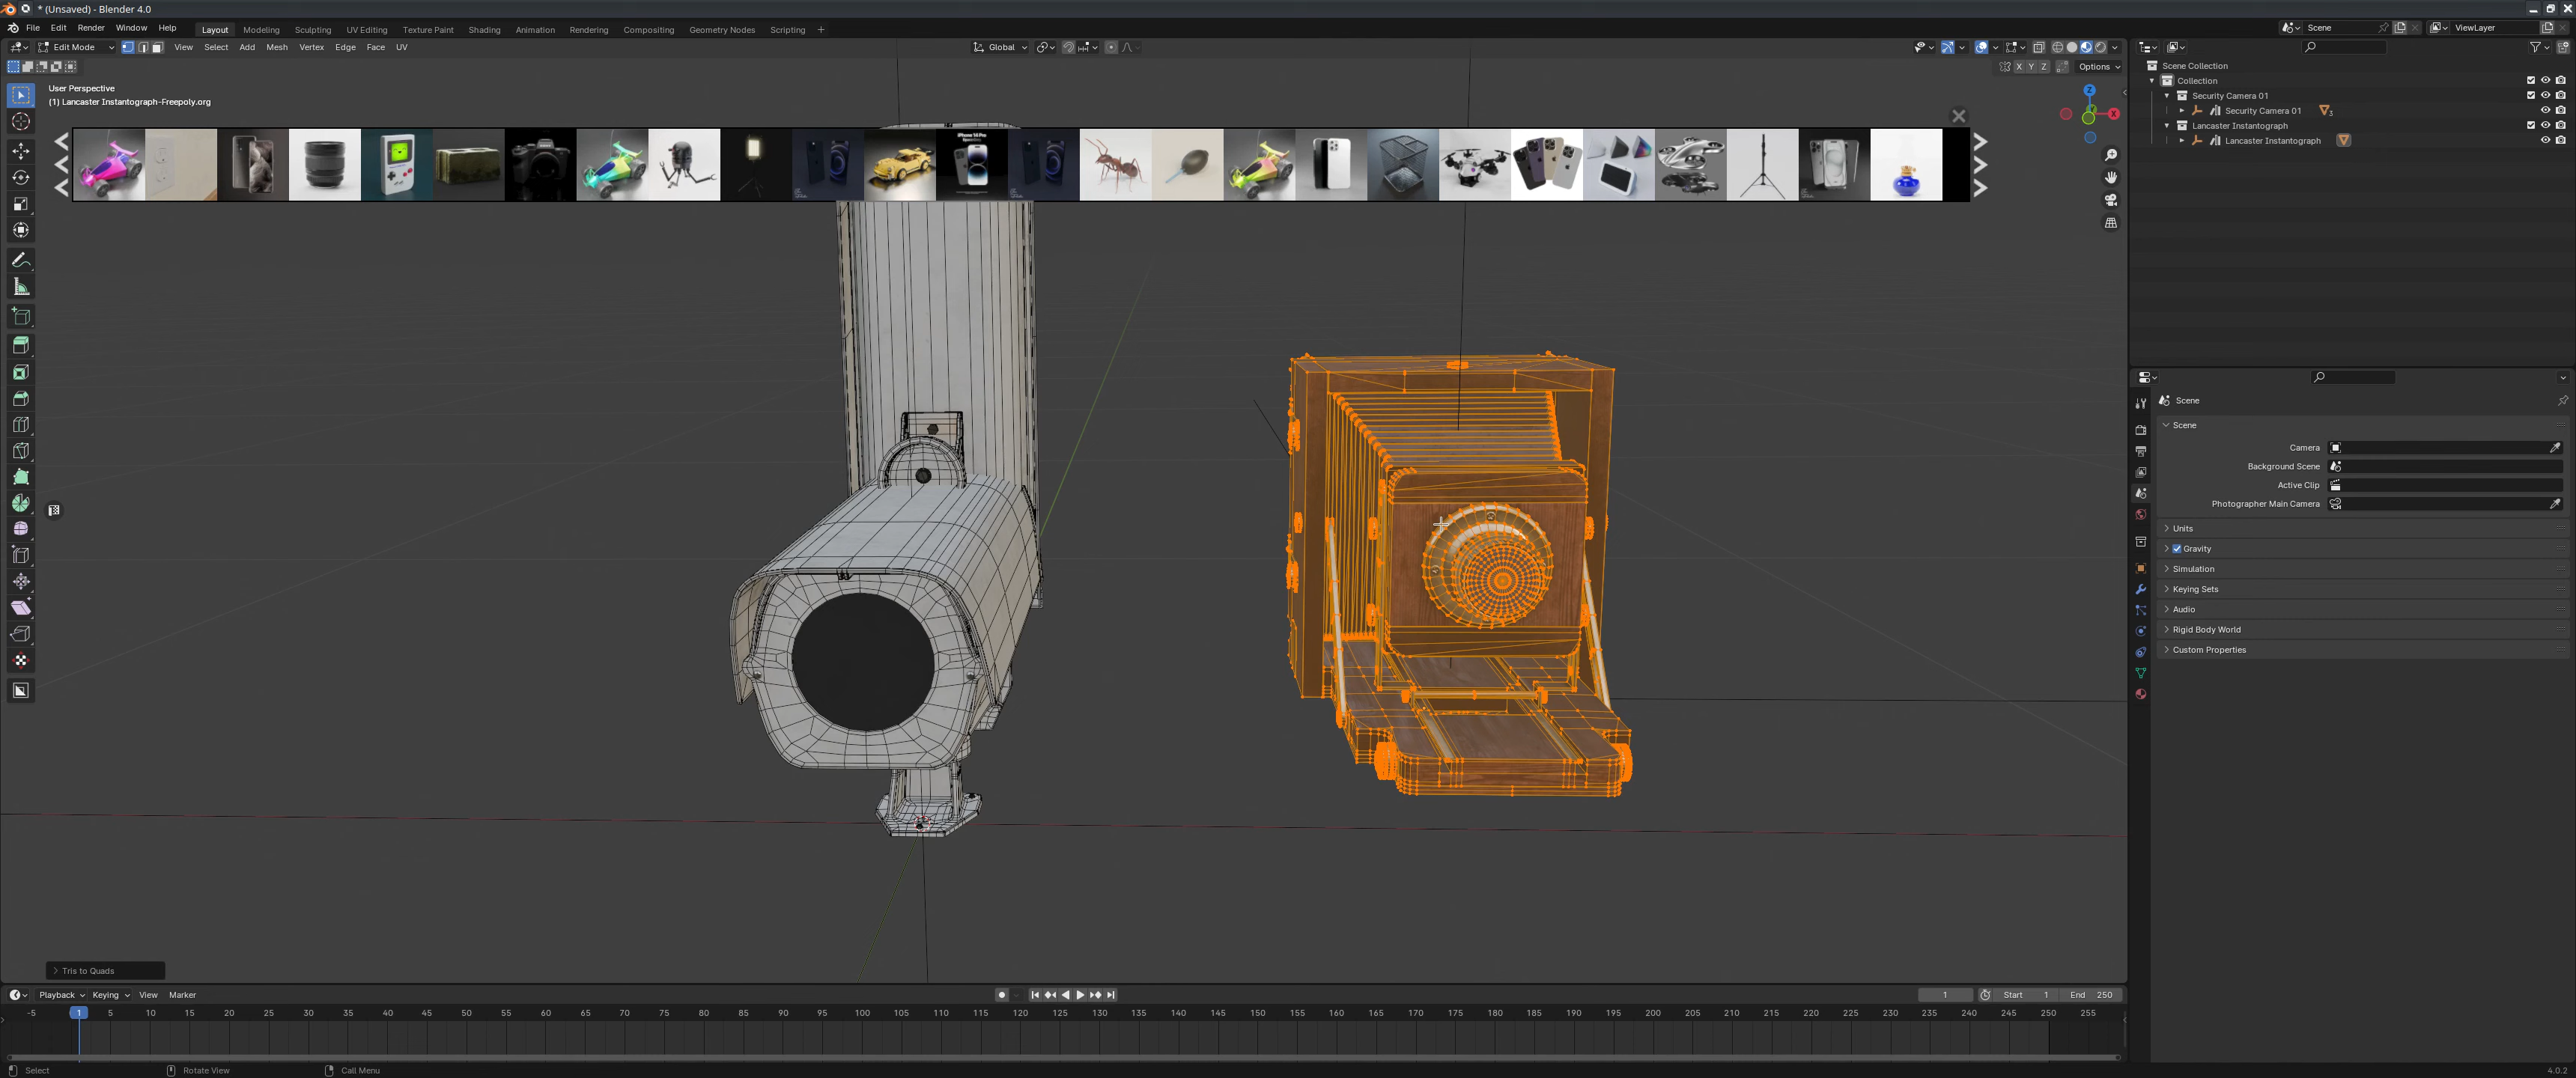 * (Unsaved) - Blender 4.0
File Edit Render Window Help Layout Modeling Sculpting UV Editing Texture Paint Shading Animation Rendering Compositing Geometry Nodes Scripting + Scene ViewLayer
Edit Mode View Select Add Mesh Vertex Edge Face UV Global
X Y Z Options
User Perspective
(1) Lancaster Instantograph-Freepoly.org
Z
X
iPhone 14 Pro
Scene Collection
Collection
Security Camera 01
Security Camera 01 3
Lancaster Instantograph
Lancaster Instantograph
Scene
Scene
Camera
Background Scene
Active Clip
Photographer Main Camera
Units
Gravity
Simulation
Keying Sets
Audio
Rigid Body World
Custom Properties
Tris to Quads
Playback Keying View Marker 1 Start 1 End 250
-5 1 5 10 15 20 25 30 35 40 45 50 55 60 65 70 75 80 85 90 95 100 105 110 115 120 125 130 135 140 145 150 155 160 165 170 175 180 185 190 195 200 205 210 215 220 225 230 235 240 245 250 255
Select Rotate View Call Menu 4.0.2